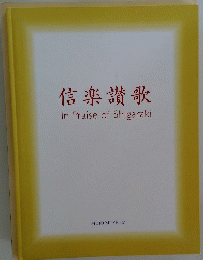 信楽讃歌
In Praise of Shigaraki